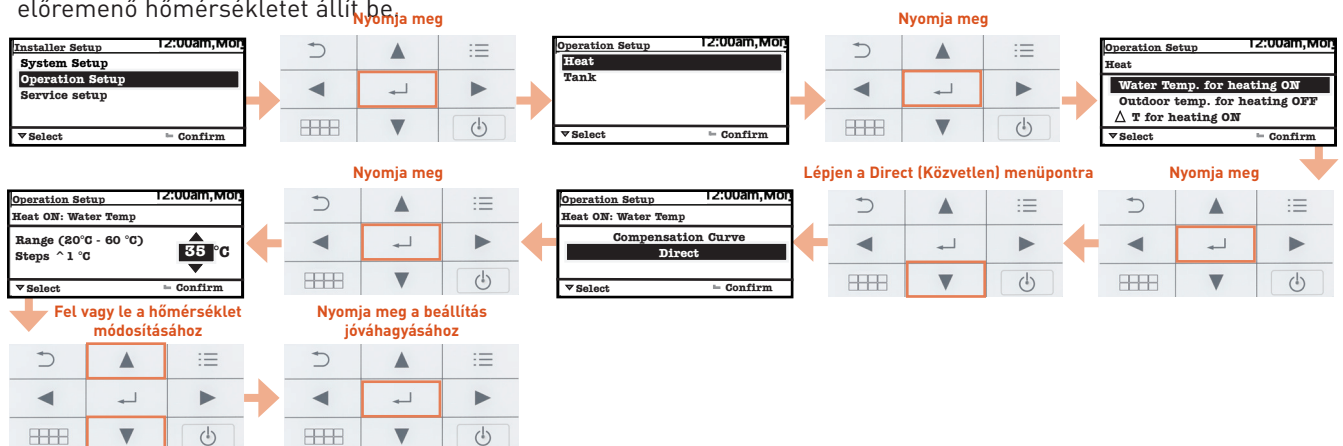 előremenő hőmérsékletet állít be.
Nyomja meg
Nyomja meg
Installer Setup 12:00am,Mon
System Setup
Operation Setup
Service setup
▼Select Confirm
Operation Setup 12:00am,Mon
Heat
Tank
▼Select Confirm
Operation Setup 12:00am,Mon
Heat
Water Temp. for heating ON
Outdoor temp. for heating OFF
△ T for heating ON
▼Select Confirm
Nyomja meg
Lépjen a Direct (Közvetlen) menüpontra
Nyomja meg
Operation Setup 12:00am,Mon
Heat ON: Water Temp
Range (20°C - 60 °C)
Steps ^ 1 °C
35 °C
▼Select Confirm
Operation Setup 12:00am,Mon
Heat ON: Water Temp
Compensation Curve
Direct
▼Select Confirm
Fel vagy le a hőmérséklet
módosításához
Nyomja meg a beállítás
jóváhagyásához